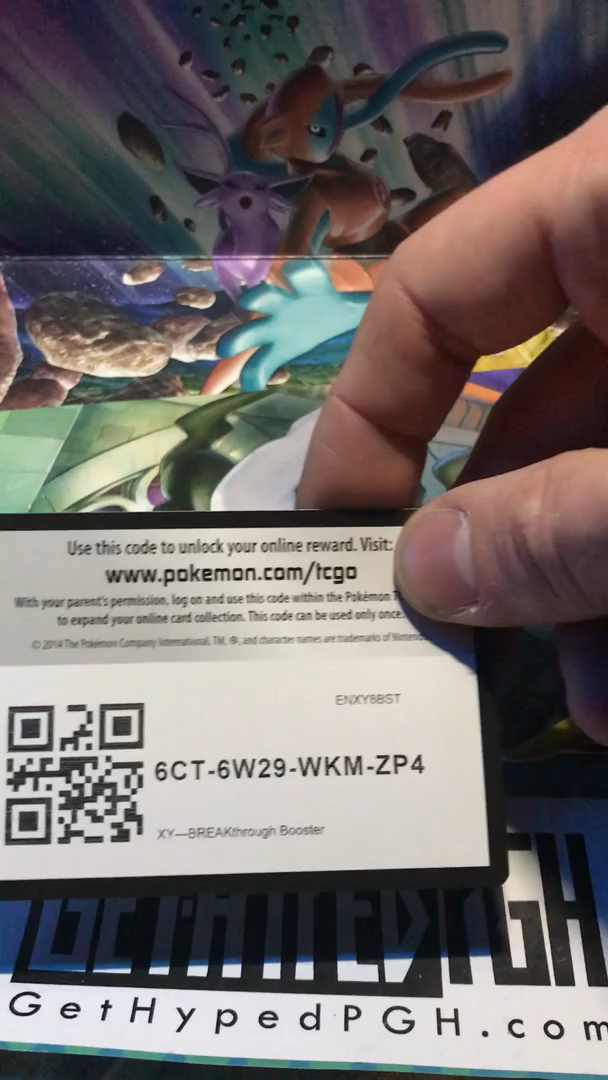 Use this code to unlock your online reward. Visit:
www.pokemon.com/tcgo
With your parent's permission, log on and use this code within the Pokémon
to expand your online card collection. This code can be used only once.
© 2014 The Pokémon Company International. TM, ®, and character names are trademarks of Nintendo
ENXY8BST
6CT-6W29-WKM-ZP4
XY—BREAKthrough Booster
GETHYPEDPGH
GetHypedPGH.com